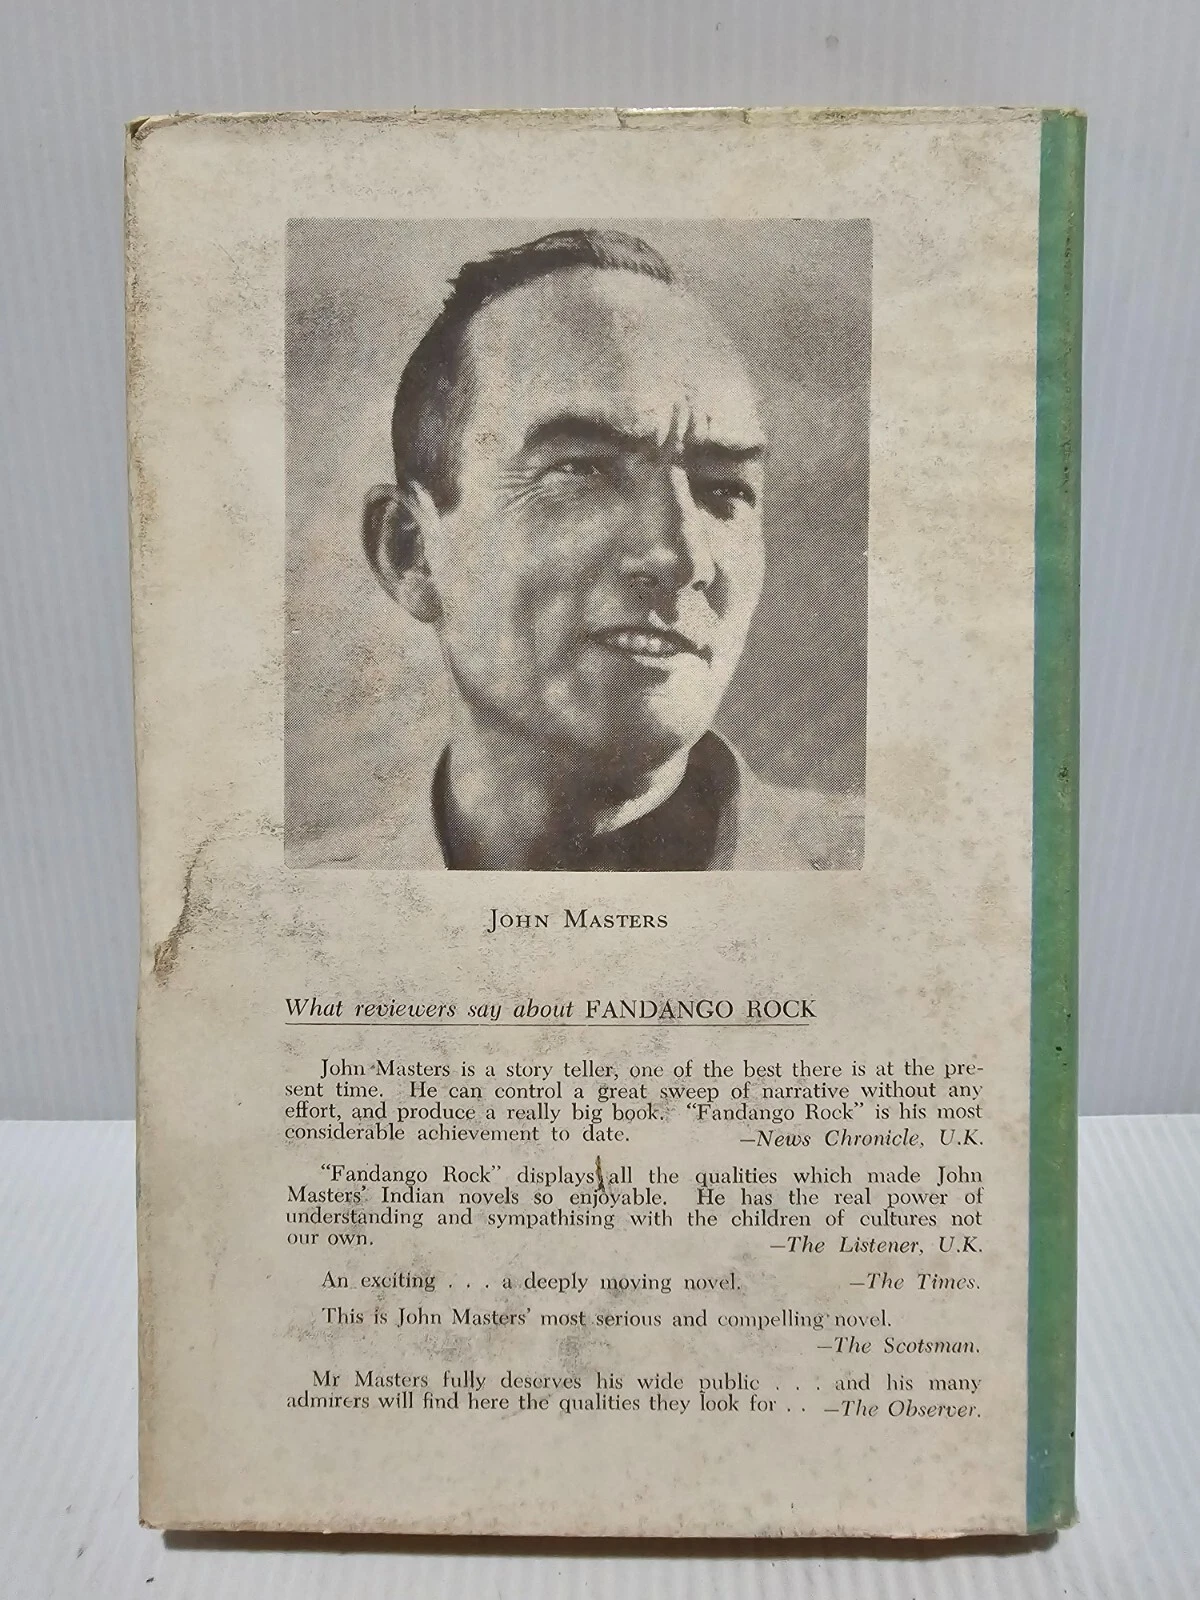 JOHN MASTERS
What reviewers say about FANDANGO ROCK
John Masters is a story teller, one of the best there is at the pre-
sent time. He can control a great sweep of narrative without any
effort, and produce a really big book. "Fandango Rock" is his most
considerable achievement to date. —News Chronicle, U.K.
"Fandango Rock" displays all the qualities which made John
Masters' Indian novels so enjoyable. He has the real power of
understanding and sympathising with the children of cultures not
our own. —The Listener, U.K.
An exciting . . . a deeply moving novel. —The Times.
This is John Masters' most serious and compelling novel.
—The Scotsman.
Mr Masters fully deserves his wide public . . . and his many
admirers will find here the qualities they look for . . —The Observer.